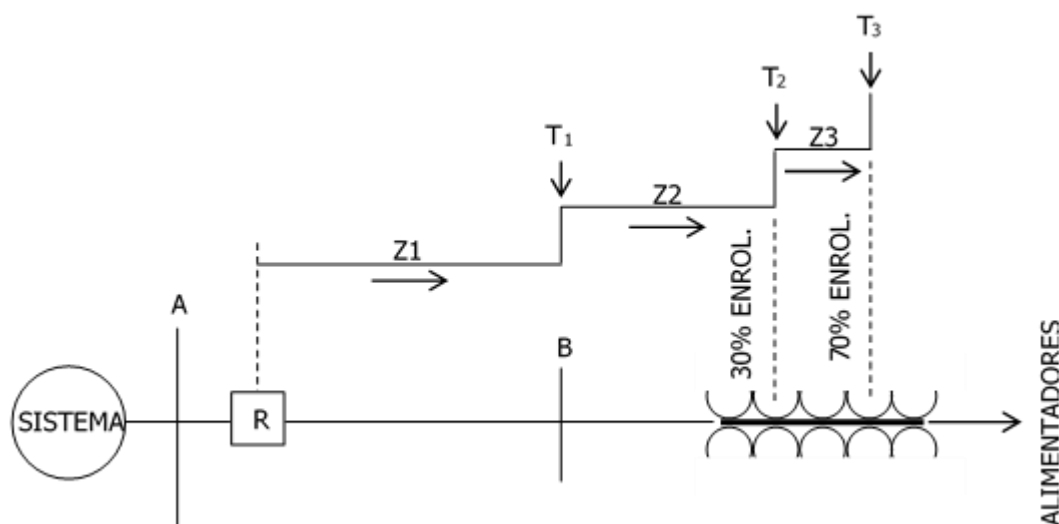 T3
T2
T1
Z3
Z2
Z1
30% ENROL.
70% ENROL.
A
B
SISTEMA
R
ALIMENTADORES